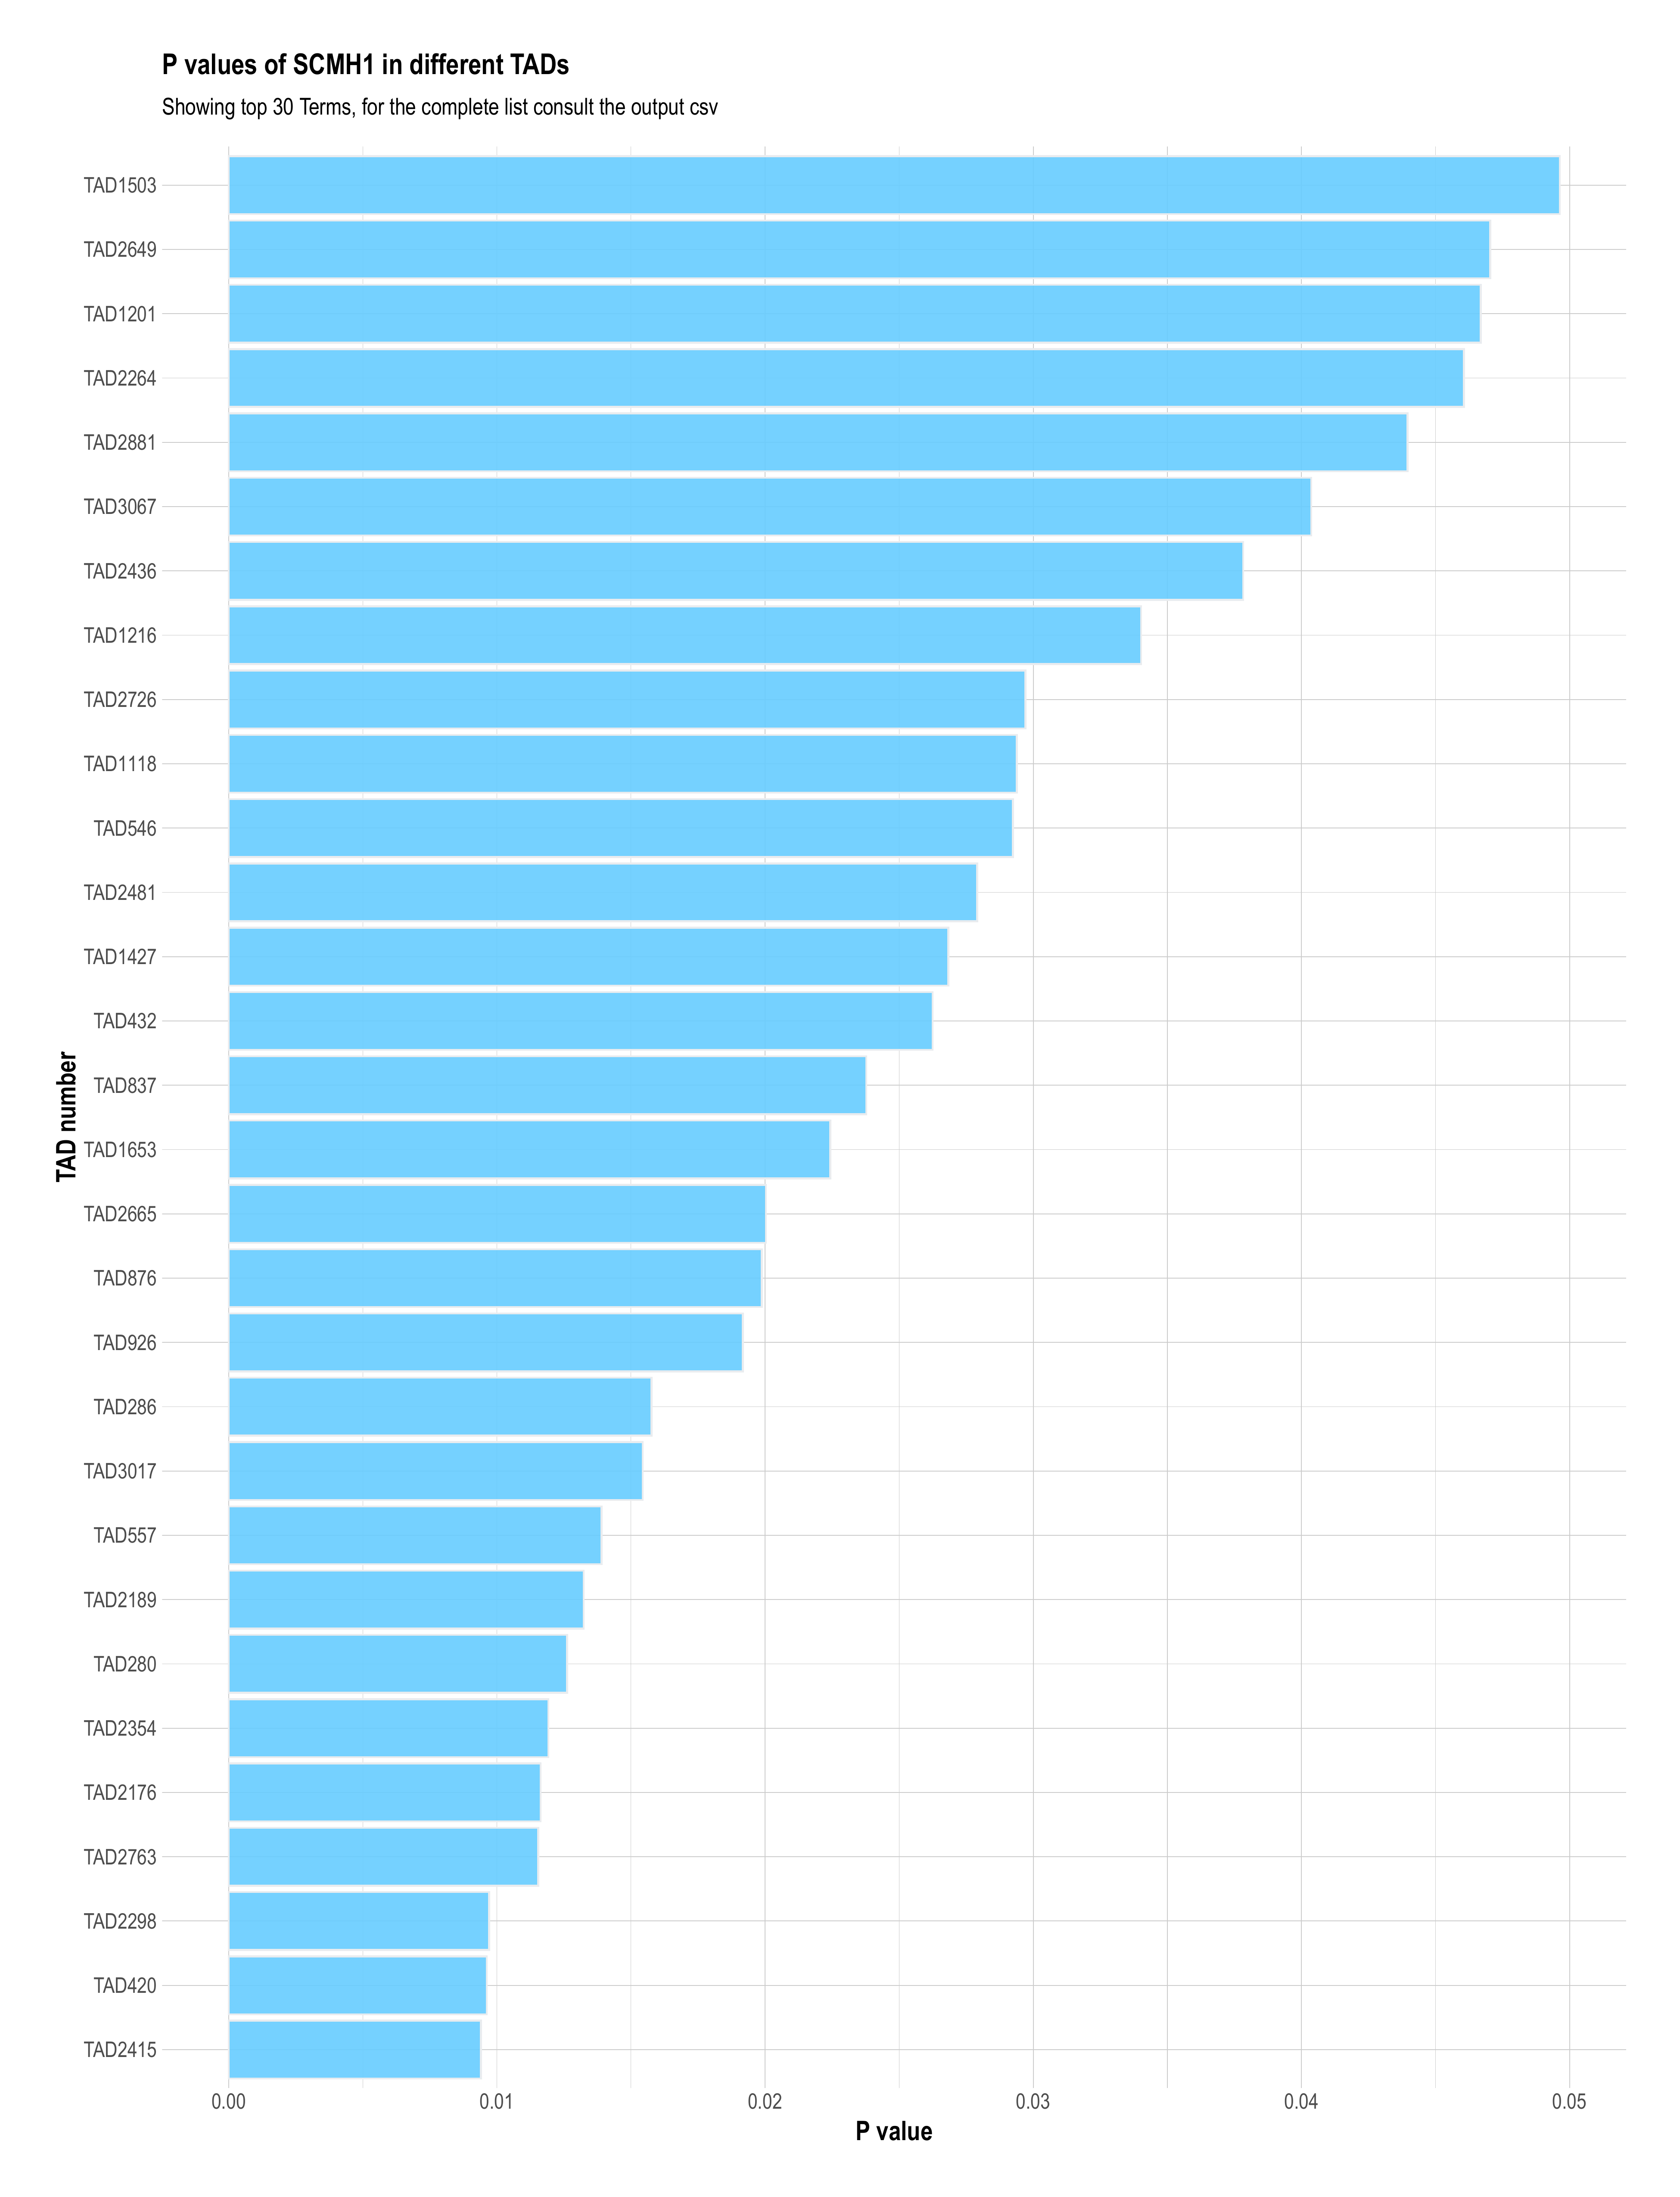 P values of SCMH1 in different TADs
Showing top 30 Terms, for the complete list consult the output csv
TAD1503
TAD2649
TAD1201
TAD2264
TAD2881
TAD3067
TAD2436
TAD1216
TAD2726
TAD1118
TAD546
TAD2481
TAD1427
TAD432
TAD837
TAD1653
TAD2665
TAD876
TAD926
TAD286
TAD3017
TAD557
TAD2189
TAD280
TAD2354
TAD2176
TAD2763
TAD2298
TAD420
TAD2415
TAD number
0.00 0.01 0.02 0.03 0.04 0.05
P value